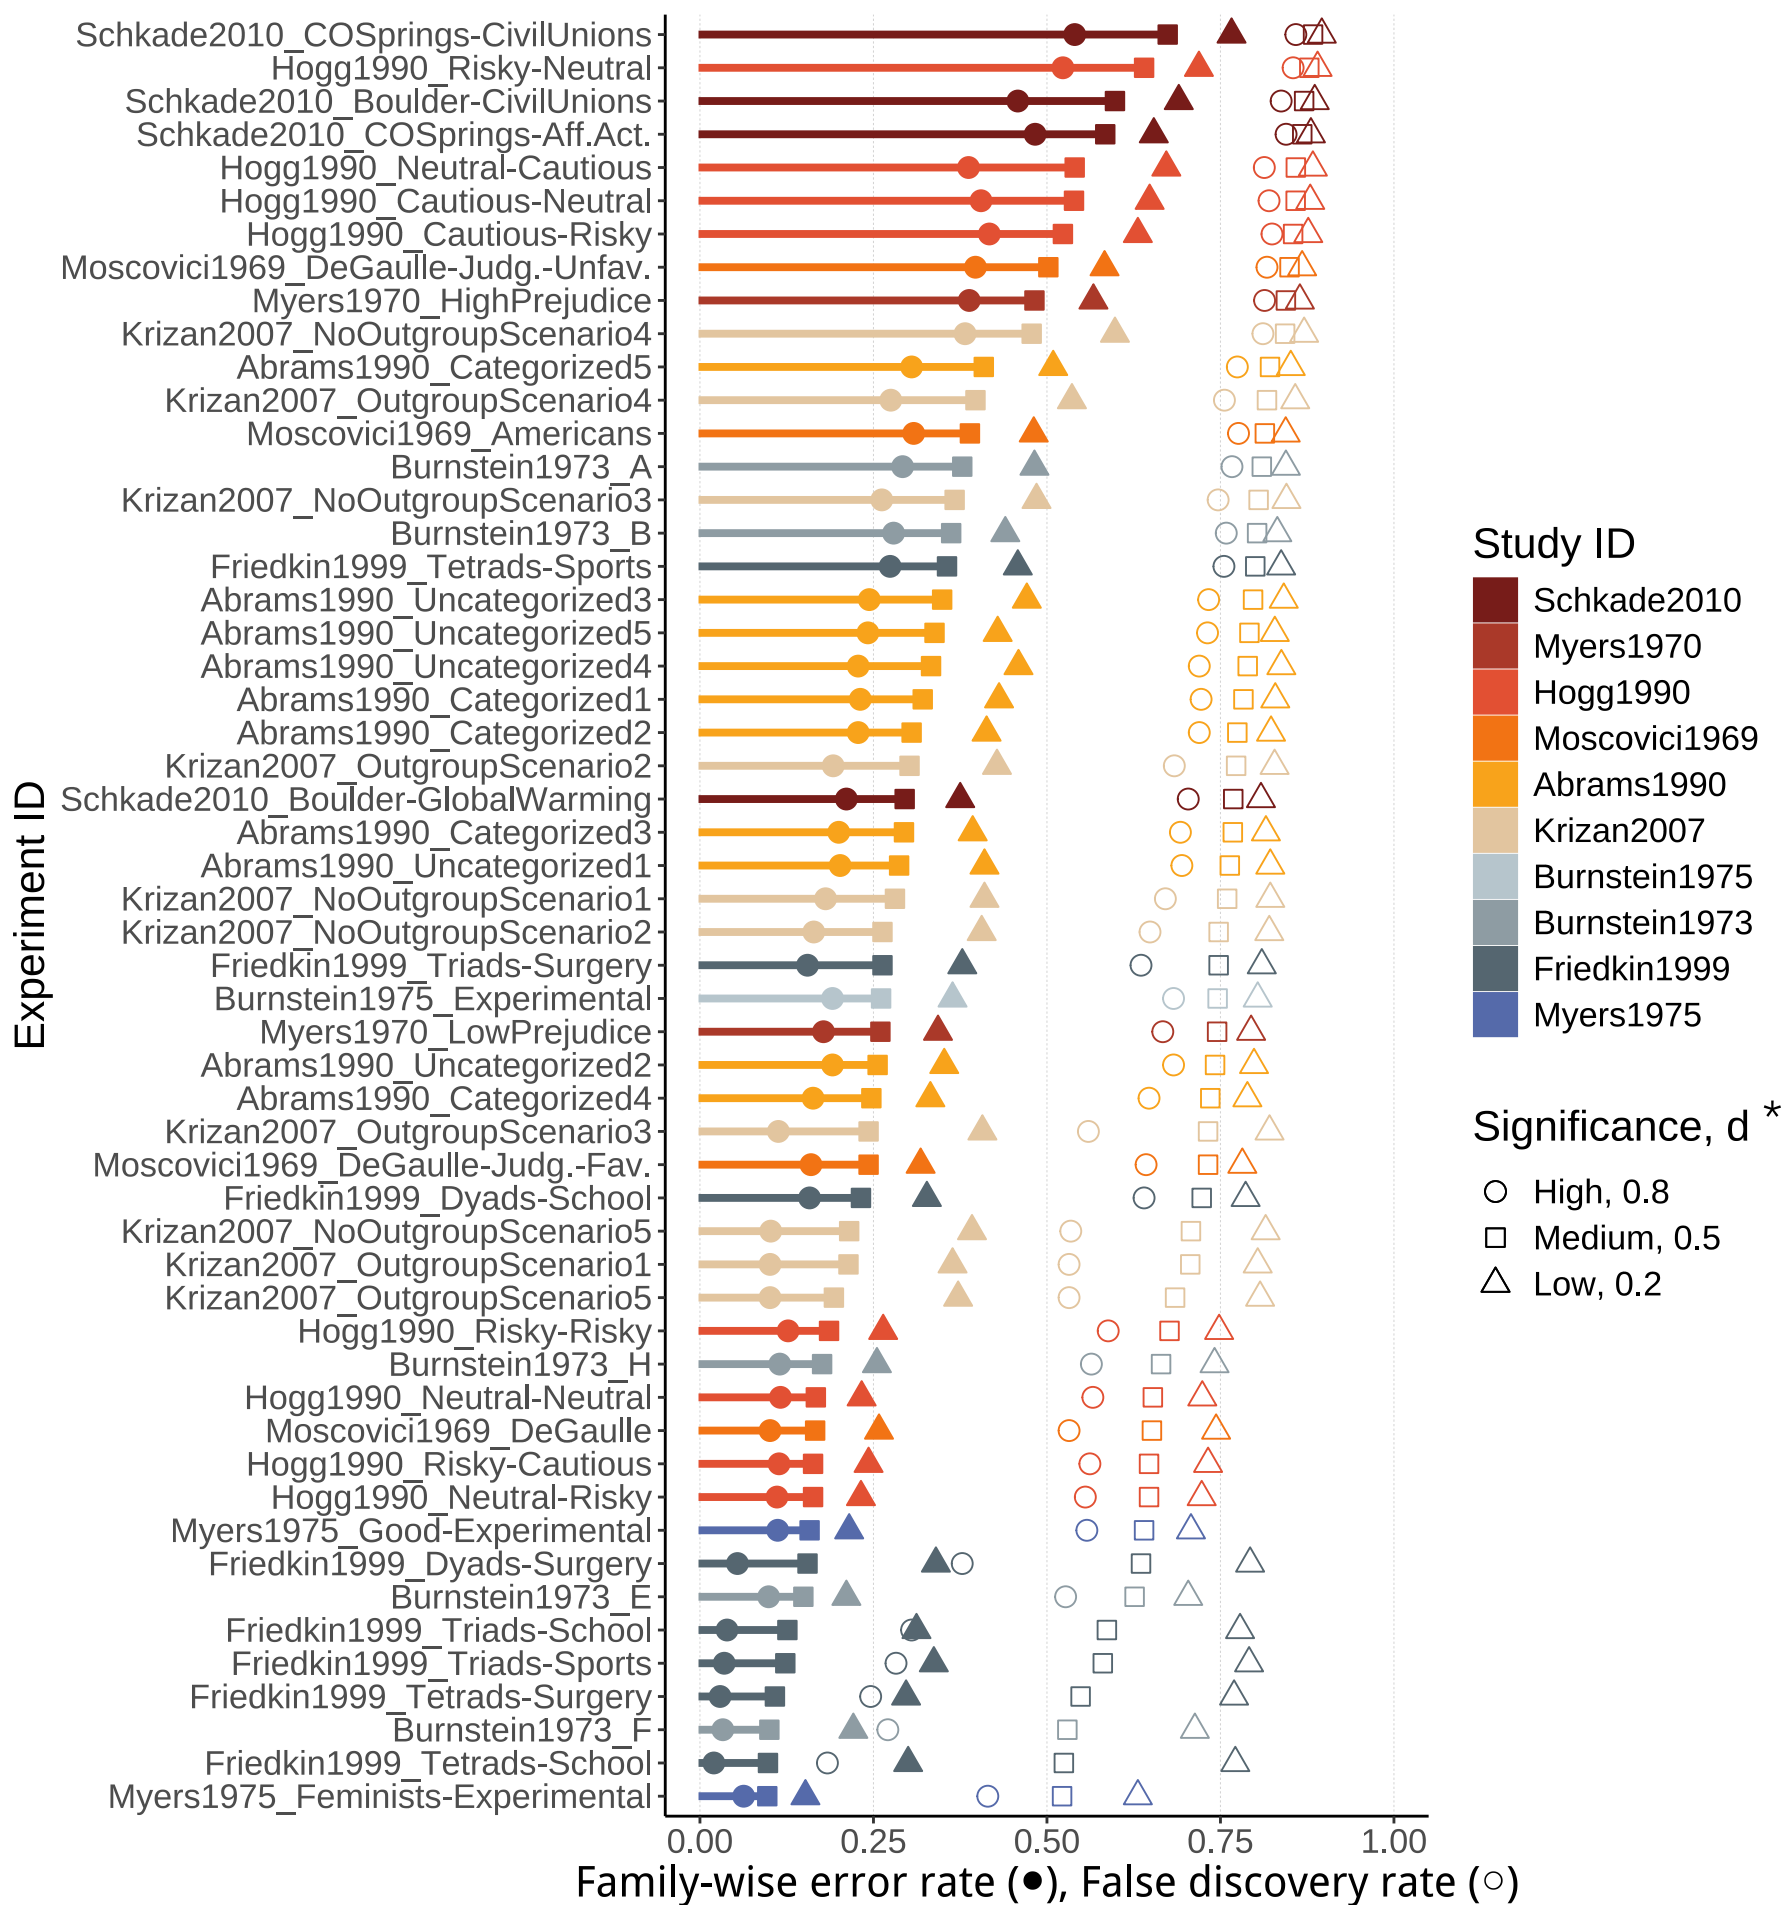 Schkade2010_COSprings-CivilUnions
Hogg1990_Risky-Neutral
Schkade2010_Boulder-CivilUnions
Schkade2010_COSprings-Aff.Act.
Hogg1990_Neutral-Cautious
Hogg1990_Cautious-Neutral
Hogg1990_Cautious-Risky
Moscovici1969_DeGaulle-Judg.-Unfav.
Myers1970_HighPrejudice
Krizan2007_NoOutgroupScenario4
Abrams1990_Categorized5
Krizan2007_OutgroupScenario4
Moscovici1969_Americans
Burnstein1973_A
Krizan2007_NoOutgroupScenario3
Burnstein1973_B
Friedkin1999_Tetrads-Sports
Abrams1990_Uncategorized3
Abrams1990_Uncategorized5
Abrams1990_Uncategorized4
Abrams1990_Categorized1
Abrams1990_Categorized2
Krizan2007_OutgroupScenario2
Schkade2010_Boulder-GlobalWarming
Abrams1990_Categorized3
Abrams1990_Uncategorized1
Krizan2007_NoOutgroupScenario1
Krizan2007_NoOutgroupScenario2
Friedkin1999_Triads-Surgery
Burnstein1975_Experimental
Myers1970_LowPrejudice
Abrams1990_Uncategorized2
Abrams1990_Categorized4
Krizan2007_OutgroupScenario3
Moscovici1969_DeGaulle-Judg.-Fav.
Friedkin1999_Dyads-School
Krizan2007_NoOutgroupScenario5
Krizan2007_OutgroupScenario1
Krizan2007_OutgroupScenario5
Hogg1990_Risky-Risky
Burnstein1973_H
Hogg1990_Neutral-Neutral
Moscovici1969_DeGaulle
Hogg1990_Risky-Cautious
Hogg1990_Neutral-Risky
Myers1975_Good-Experimental
Friedkin1999_Dyads-Surgery
Burnstein1973_E
Friedkin1999_Triads-School
Friedkin1999_Triads-Sports
Friedkin1999_Tetrads-Surgery
Burnstein1973_F
Friedkin1999_Tetrads-School
Myers1975_Feminists-Experimental
Experiment ID
0.00 0.25 0.50 0.75 1.00
Family-wise error rate (●), False discovery rate (○)
Study ID
Schkade2010
Myers1970
Hogg1990
Moscovici1969
Abrams1990
Krizan2007
Burnstein1975
Burnstein1973
Friedkin1999
Myers1975
Significance, d *
High, 0.8
Medium, 0.5
Low, 0.2